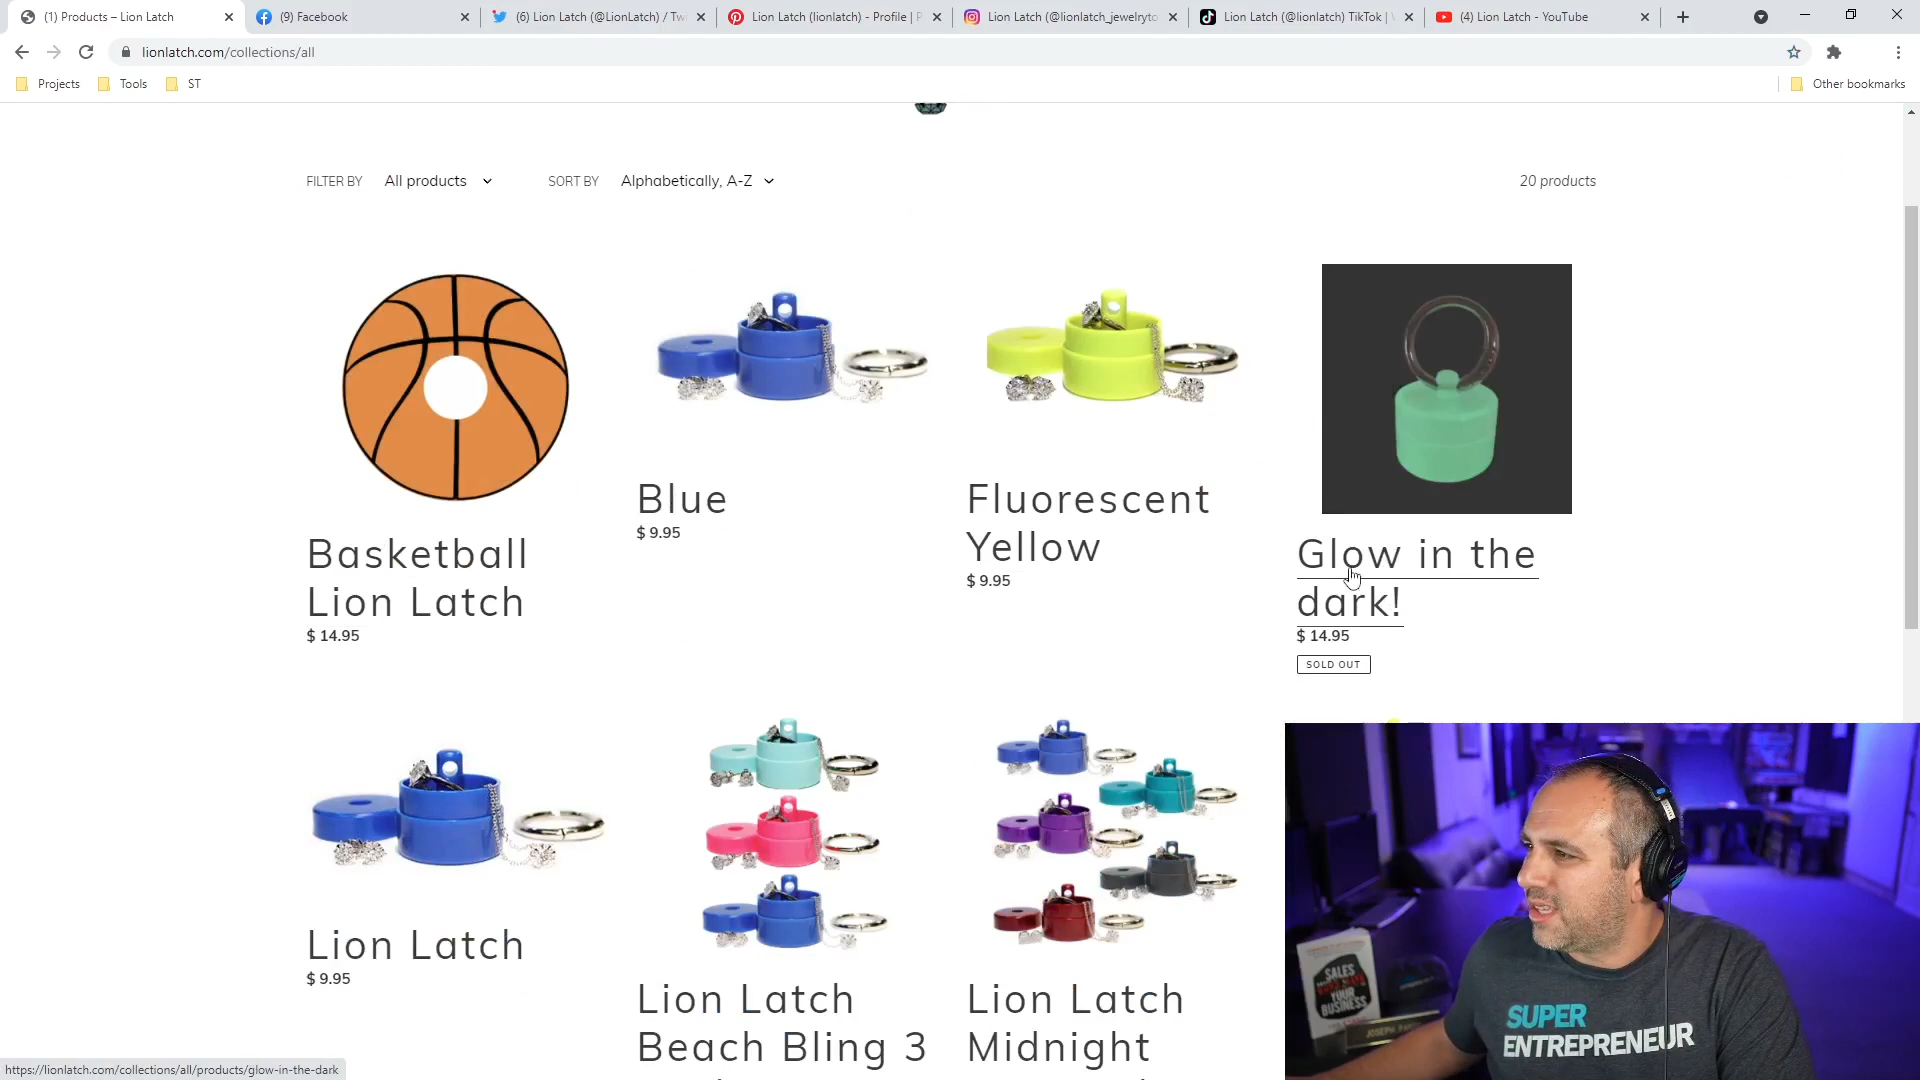 (1) Products – Lion Latch
(9) Facebook
(6) Lion Latch (@LionLatch) / Tw
Lion Latch (lionlatch) - Profile | P
Lion Latch (@lionlatch_jewelryto
Lion Latch (@lionlatch) TikTok |
(4) Lion Latch - YouTube
lionlatch.com/collections/all
Projects
Tools
ST
Other bookmarks
FILTER BY All products
SORT BY Alphabetically, A-Z
20 products
Basketball
Lion Latch
$ 14.95
Blue
$ 9.95
Fluorescent
Yellow
$ 9.95
Glow in the
dark!
$ 14.95
SOLD OUT
Lion Latch
$ 9.95
Lion Latch
Beach Bling 3
Lion Latch
Midnight
SALES
YOUR
BUSINESS
JOSEPH
SUPER
ENTREPRENEUR
https://lionlatch.com/collections/all/products/glow-in-the-dark